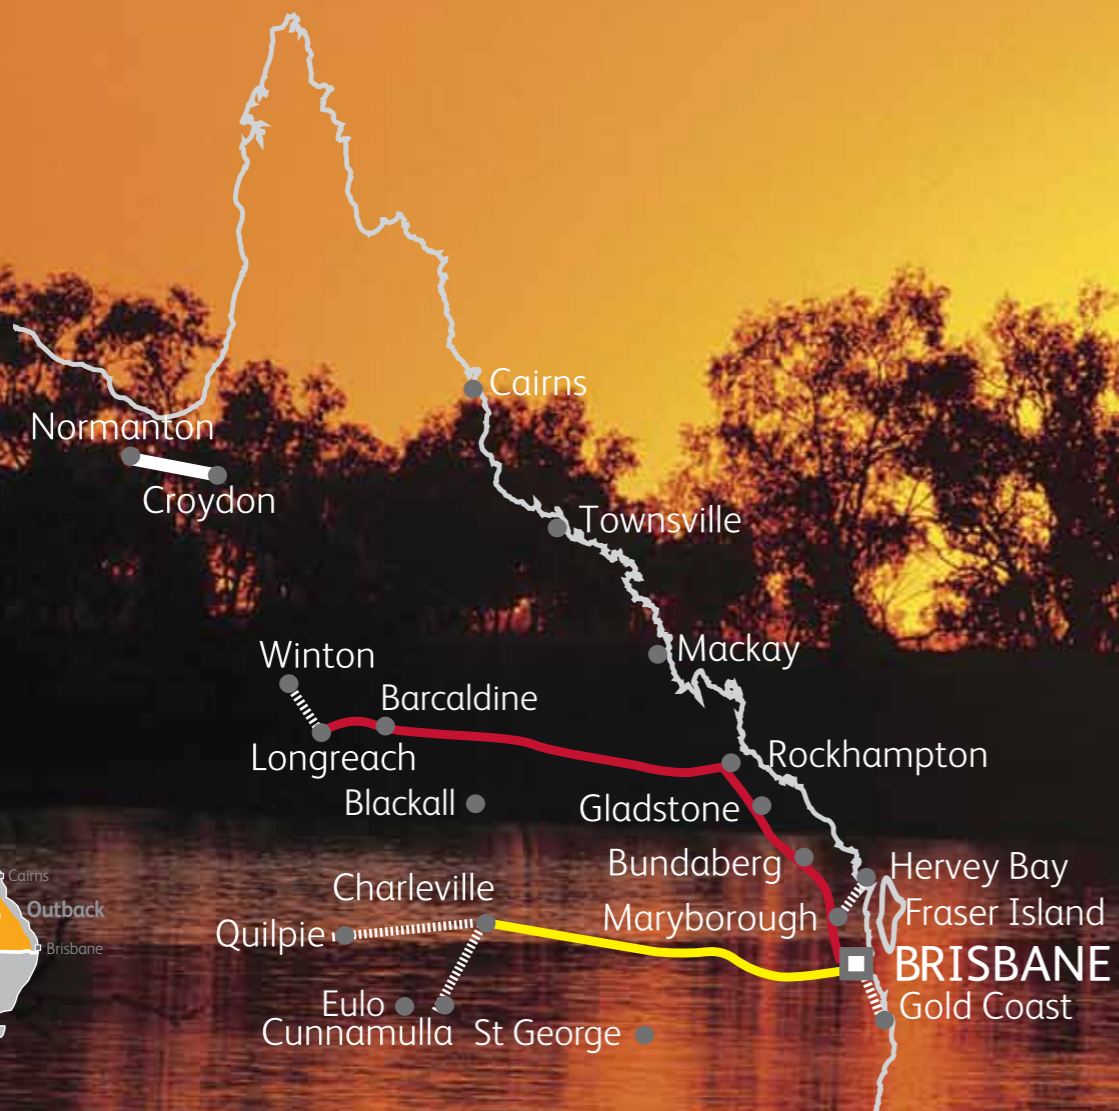 Cairns
Normanton
Croydon
Townsville
Winton
Mackay
Barcaldine
Longreach
Rockhampton
Blackall
Gladstone
Bundaberg
Hervey Bay
Cairns
Charleville
Outback
Maryborough
Fraser Island
Quilpie
Brisbane
BRISBANE
Eulo
Gold Coast
Cunnamulla
St George